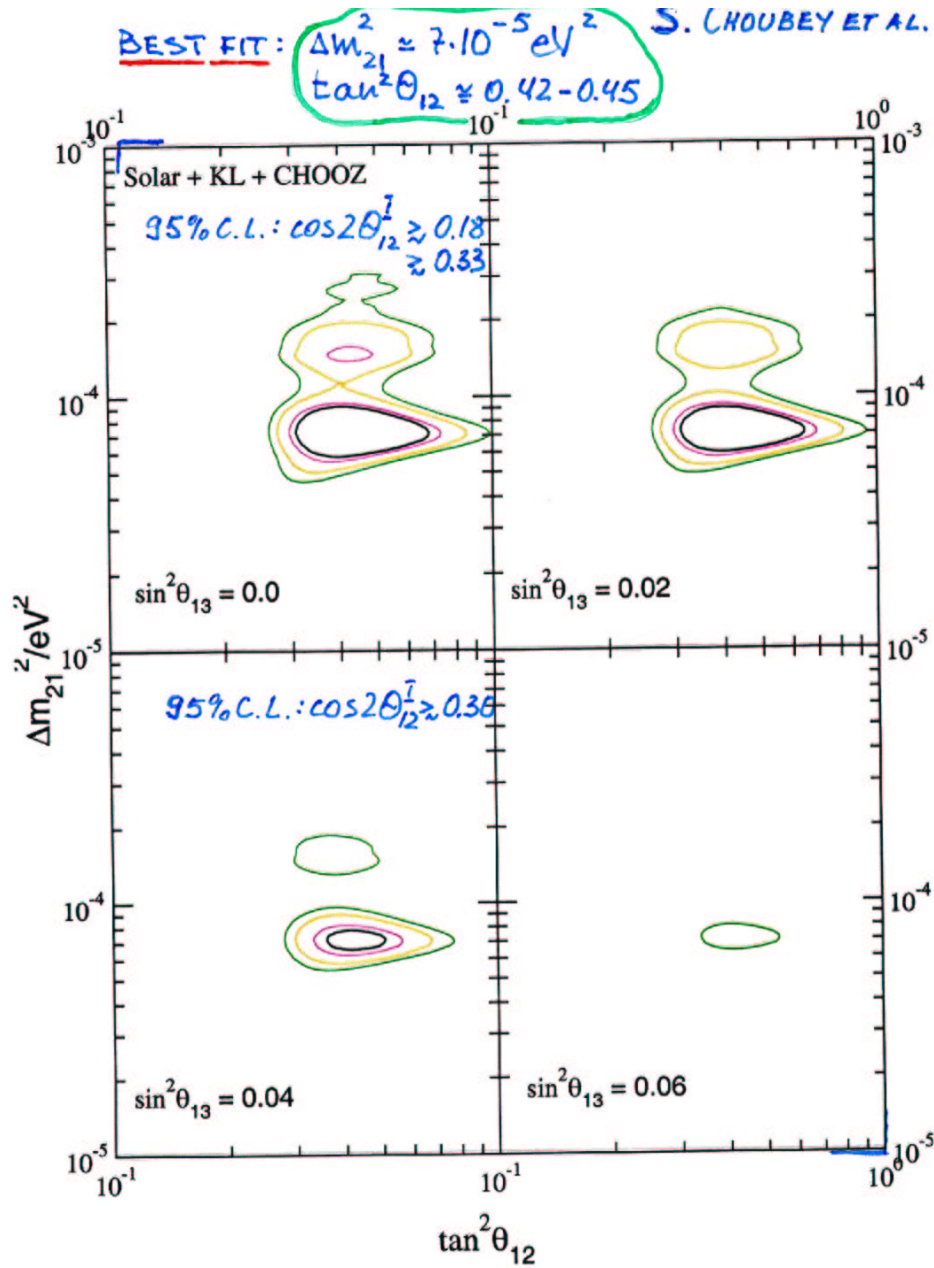 S. CHOUBEY ET AL.
BEST FIT: Δm²₂₁ ≃ 7·10⁻⁵ eV²
tan²θ₁₂ ≅ 0.42-0.45
10⁻¹ 10⁻¹ 10⁰
10⁻³ 10⁻³
Solar + KL + CHOOZ
95% C.L.: cos2θ₁₂ᴵ ≳ 0.18
≳ 0.33
10⁻⁴ 10⁻⁴
sin²θ₁₃ = 0.0 sin²θ₁₃ = 0.02
Δm₂₁²/eV²
10⁻⁵ 10⁻⁵
95% C.L.: cos2θ₁₂ᴵ ≳ 0.30
10⁻⁴ 10⁻⁴
sin²θ₁₃ = 0.04 sin²θ₁₃ = 0.06
10⁻⁵ 10⁻⁵
10⁻¹ 10⁻¹ 10⁰
tan²θ₁₂